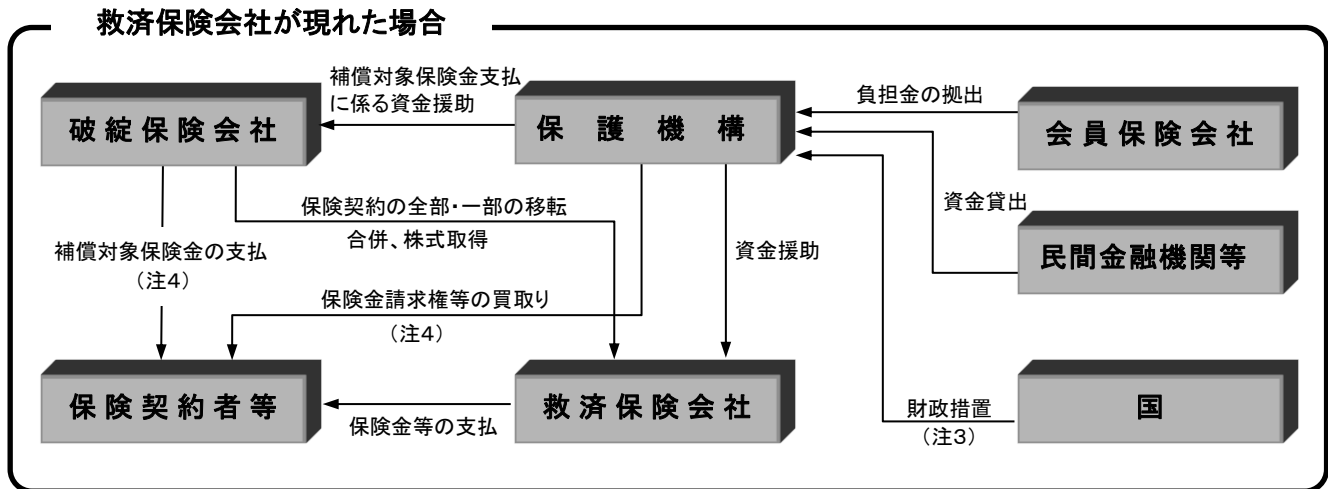 救済保険会社が現れた場合
補償対象保険金支払
に係る資金援助
負担金の拠出
破綻保険会社
保護機構
会員保険会社
保険契約の全部・一部の移転
合併、株式取得
資金貸出
補償対象保険金の支払
（注4）
資金援助
民間金融機関等
保険金請求権等の買取り
（注4）
保険契約者等
救済保険会社
国
保険金等の支払
財政措置
（注3）